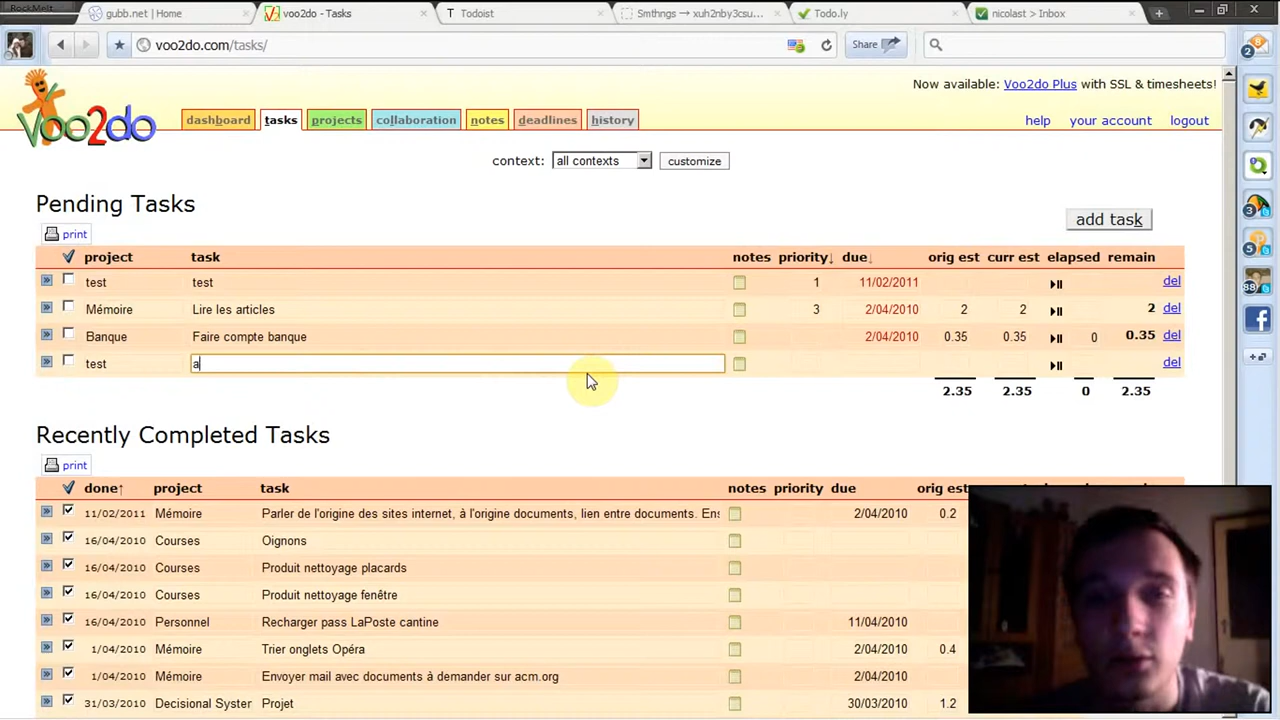 RockMelt
gubb.net | Home
voo2do - Tasks
Todoist
Smthngs → xuh2nby3csu...
Todo.ly
nicolast > Inbox
voo2do.com/tasks/
Share
8
2
Now available: Voo2do Plus with SSL & timesheets!
Voo2do
dashboard tasks projects collaboration notes deadlines history
help your account logout
context: all contexts customize
Pending Tasks
print
add task
project task notes priority↓ due↓ orig est curr est elapsed remain
test test 1 11/02/2011 del
Mémoire Lire les articles 3 2/04/2010 2 2 2 del
Banque Faire compte banque 2/04/2010 0.35 0.35 0 0.35 del
test a del
2.35 2.35 0 2.35
3
5
88
Recently Completed Tasks
print
done↑ project task notes priority due orig est
11/02/2011 Mémoire Parler de l'origine des sites internet, à l'origine documents, lien entre documents. Ens 2/04/2010 0.2
16/04/2010 Courses Oignons
16/04/2010 Courses Produit nettoyage placards
16/04/2010 Courses Produit nettoyage fenêtre
16/04/2010 Personnel Recharger pass LaPoste cantine 11/04/2010
1/04/2010 Mémoire Trier onglets Opéra 2/04/2010 0.4
1/04/2010 Mémoire Envoyer mail avec documents à demander sur acm.org 2/04/2010
31/03/2010 Decisional Syster Projet 30/03/2010 1.2